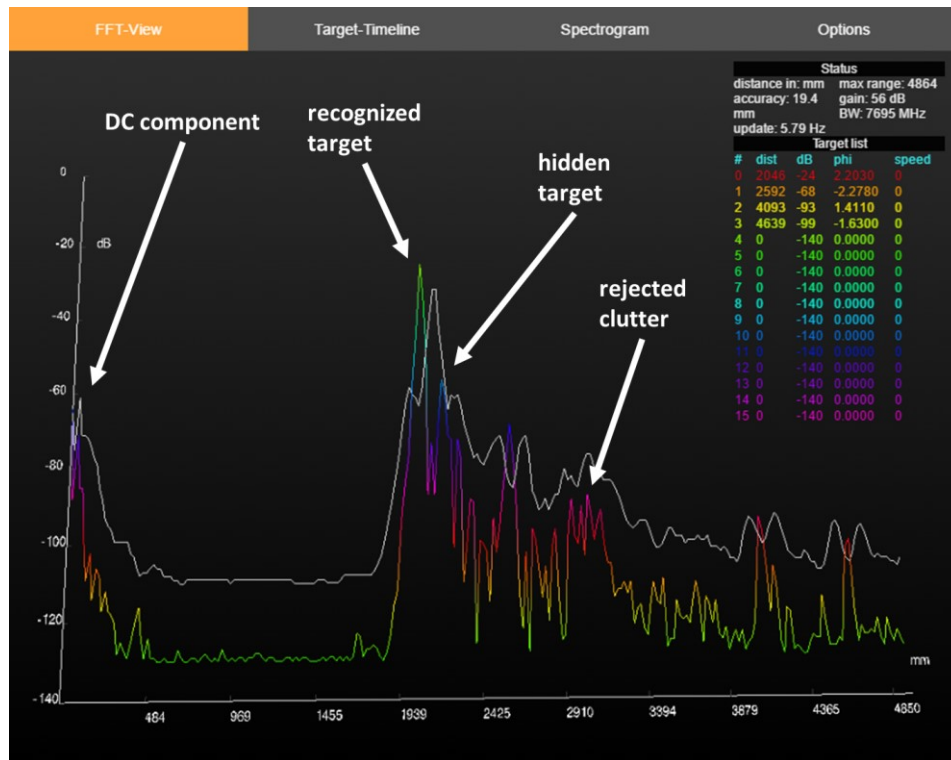 FFT-View Target-Timeline Spectrogram Options
Status
distance in: mm max range: 4864
accuracy: 19.4 gain: 56 dB
mm BW: 7695 MHz
update: 5.79 Hz
Target list
# dist dB phi speed
0 2046 -24 2.2030 0
1 2592 -68 -2.2780 0
2 4093 -93 1.4110 0
3 4639 -99 -1.6300 0
4 0 -140 0.0000 0
5 0 -140 0.0000 0
6 0 -140 0.0000 0
7 0 -140 0.0000 0
8 0 -140 0.0000 0
9 0 -140 0.0000 0
10 0 -140 0.0000 0
11 0 -140 0.0000 0
12 0 -140 0.0000 0
13 0 -140 0.0000 0
14 0 -140 0.0000 0
15 0 -140 0.0000 0
DC component
recognized
target
hidden
target
rejected
clutter
0
-20 dB
-40
-60
-80
-100
-120
-140
mm
484 969 1455 1939 2425 2910 3394 3879 4365 4850